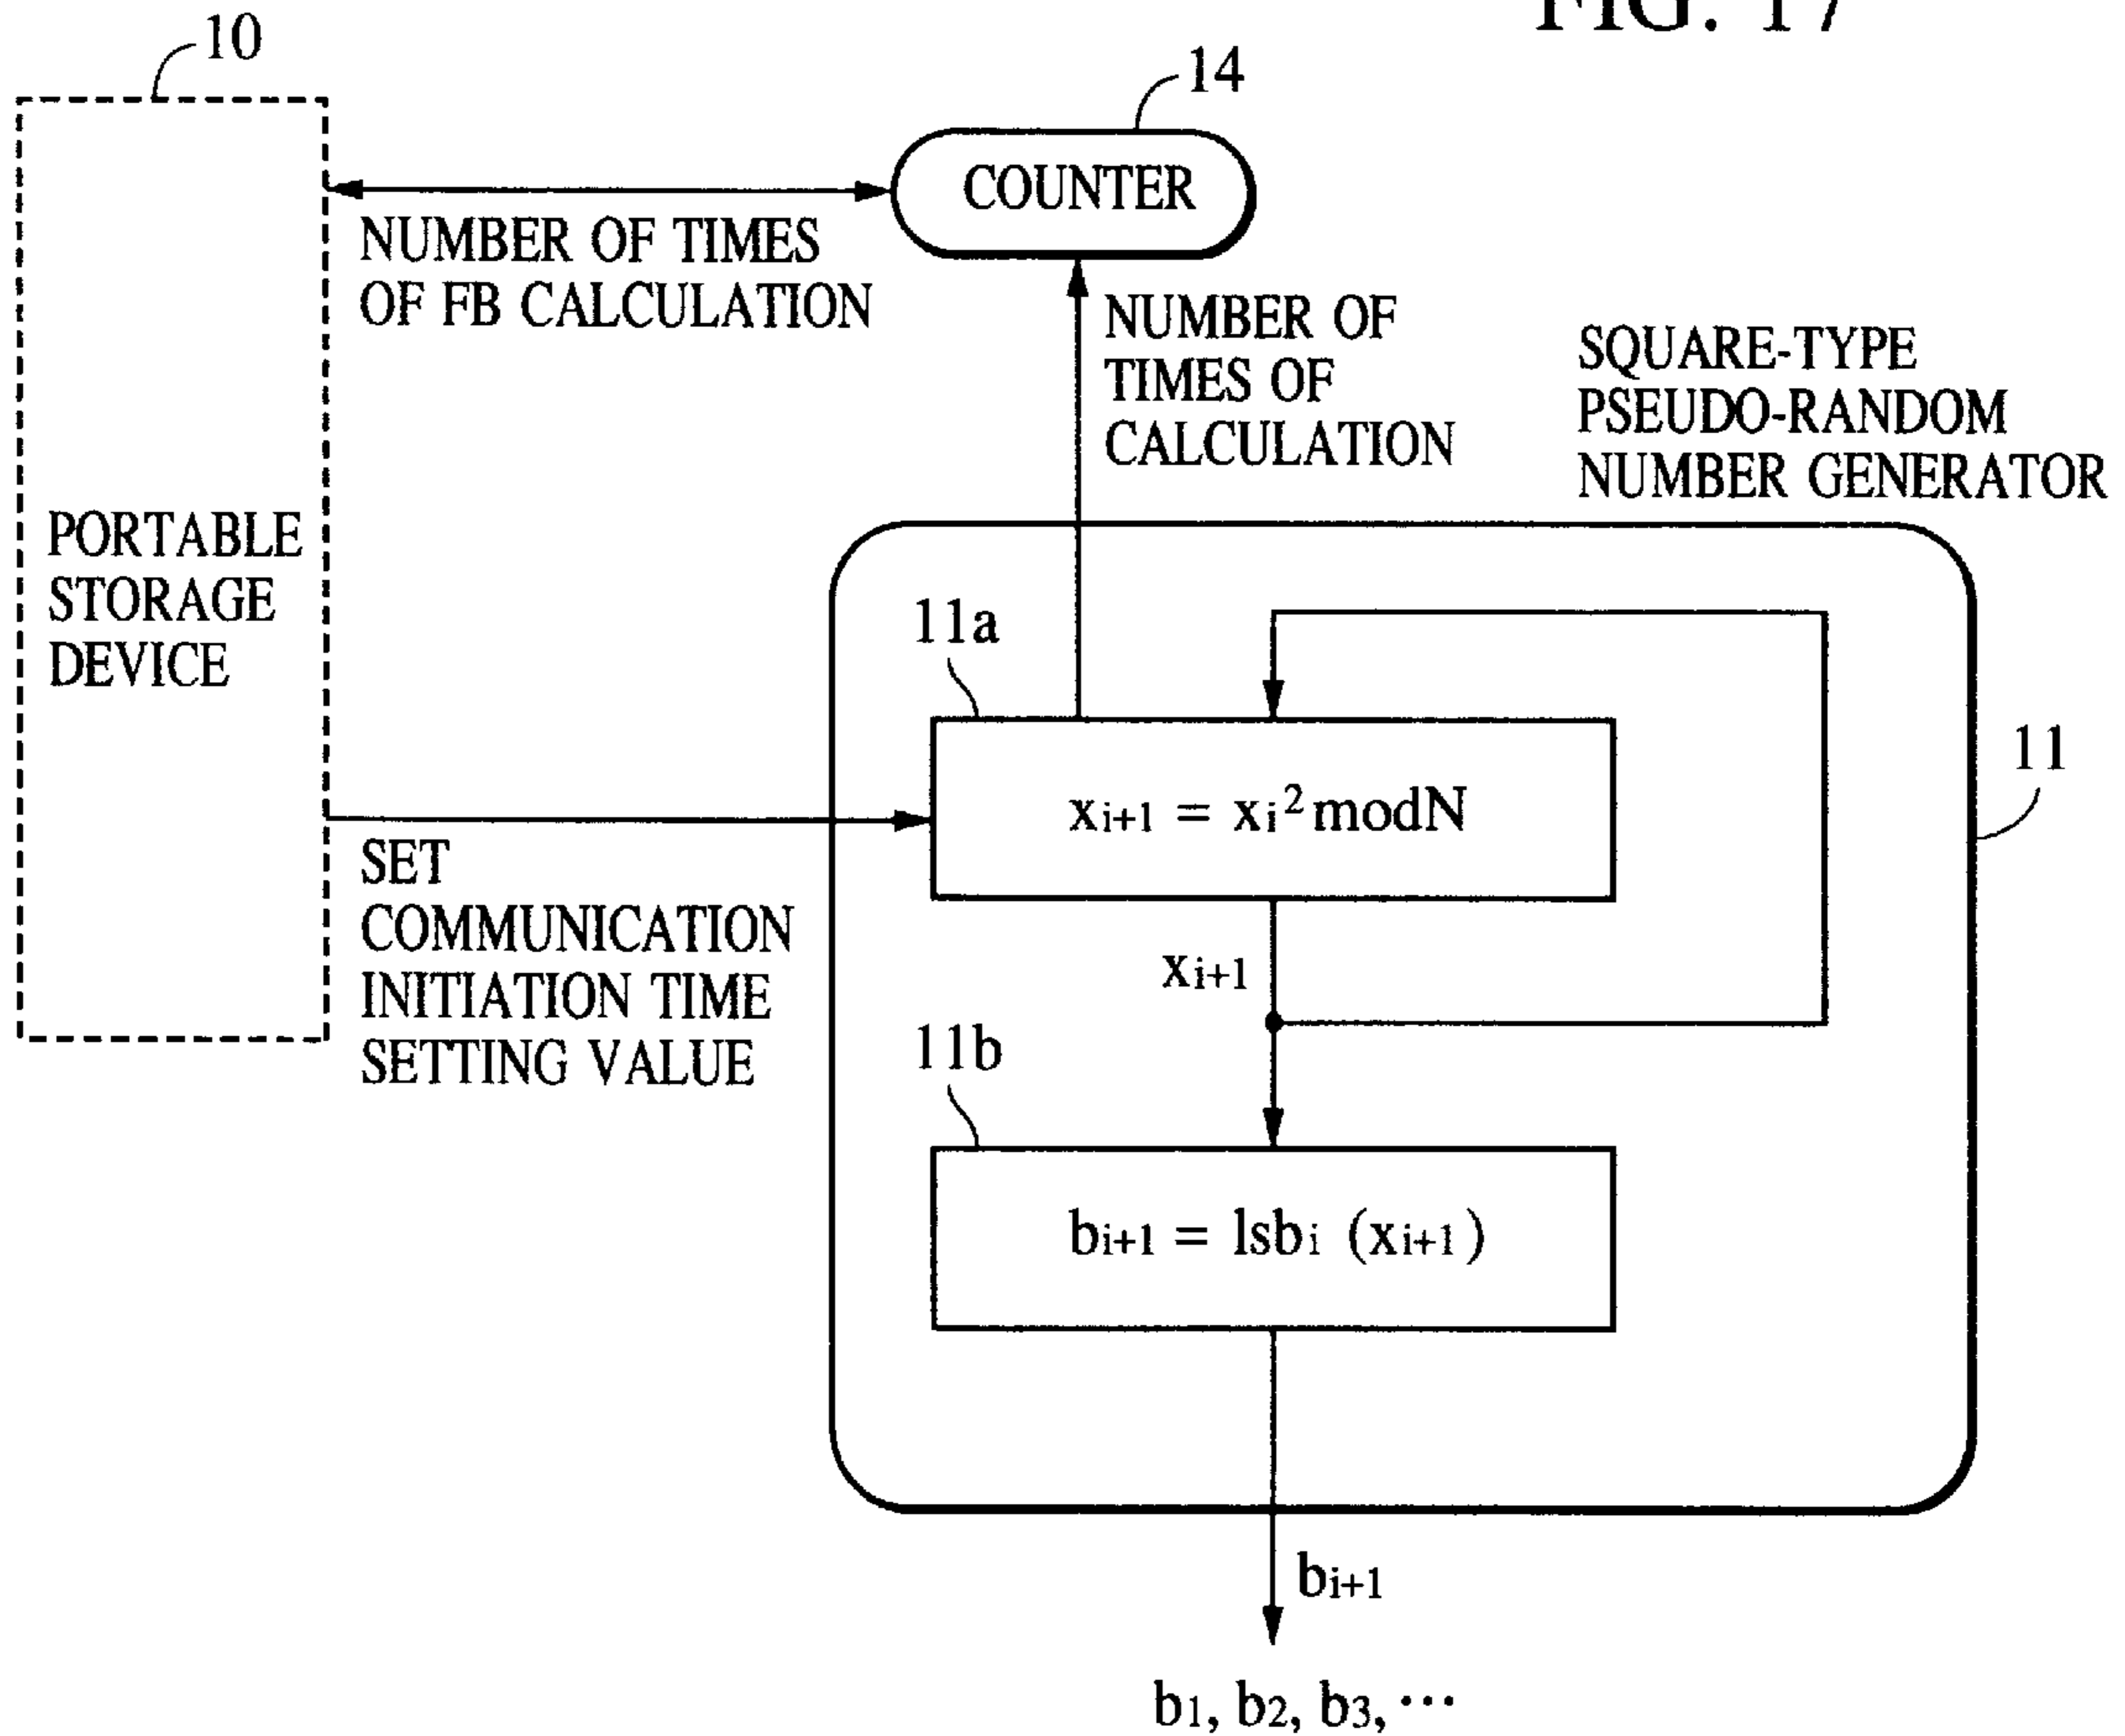 FIG. 17
10
14
COUNTER
NUMBER OF TIMES
OF FB CALCULATION
NUMBER OF
TIMES OF
CALCULATION
SQUARE-TYPE
PSEUDO-RANDOM
NUMBER GENERATOR
PORTABLE
STORAGE
DEVICE
11a
11
xi+1 = xi² modN
SET
COMMUNICATION
INITIATION TIME
SETTING VALUE
xi+1
11b
bi+1 = lsbi (xi+1)
bi+1
b1, b2, b3, ···